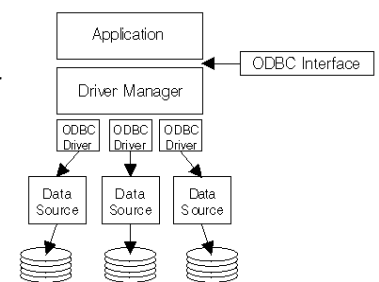 Application
ODBC Interface
Driver Manager
ODBC
Driver
ODBC
Driver
ODBC
Driver
Data
Source
Data
Source
Data
Source